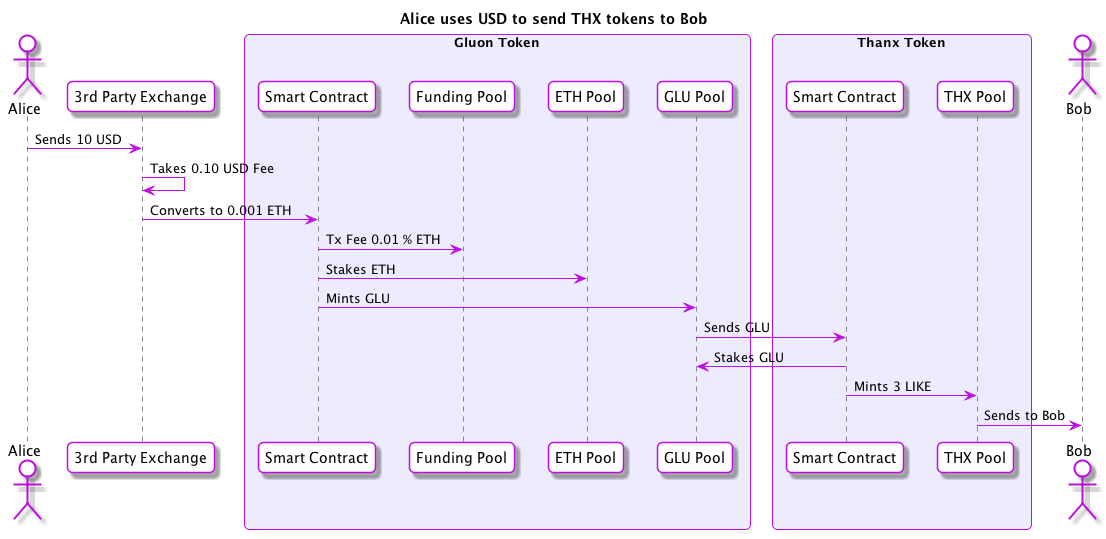 Alice uses USD to send THX tokens to Bob
Gluon Token
Thanx Token
Alice
3rd Party Exchange
Smart Contract
Funding Pool
ETH Pool
GLU Pool
Smart Contract
THX Pool
Bob
Sends 10 USD
Takes 0.10 USD Fee
Converts to 0.001 ETH
Tx Fee 0.01 % ETH
Stakes ETH
Mints GLU
Sends GLU
Stakes GLU
Mints 3 LIKE
Sends to Bob
Alice
3rd Party Exchange
Smart Contract
Funding Pool
ETH Pool
GLU Pool
Smart Contract
THX Pool
Bob